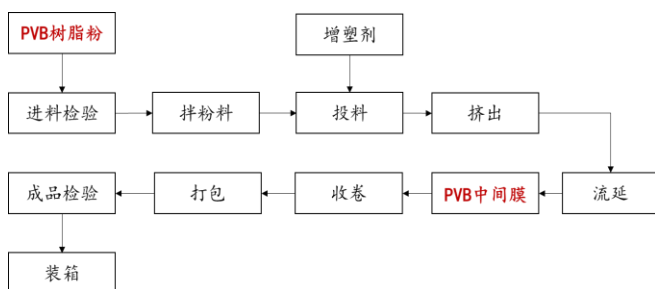 PVB树脂粉
增塑剂
进料检验
拌粉料
投料
挤出
成品检验
打包
收卷
PVB中间膜
流延
装箱